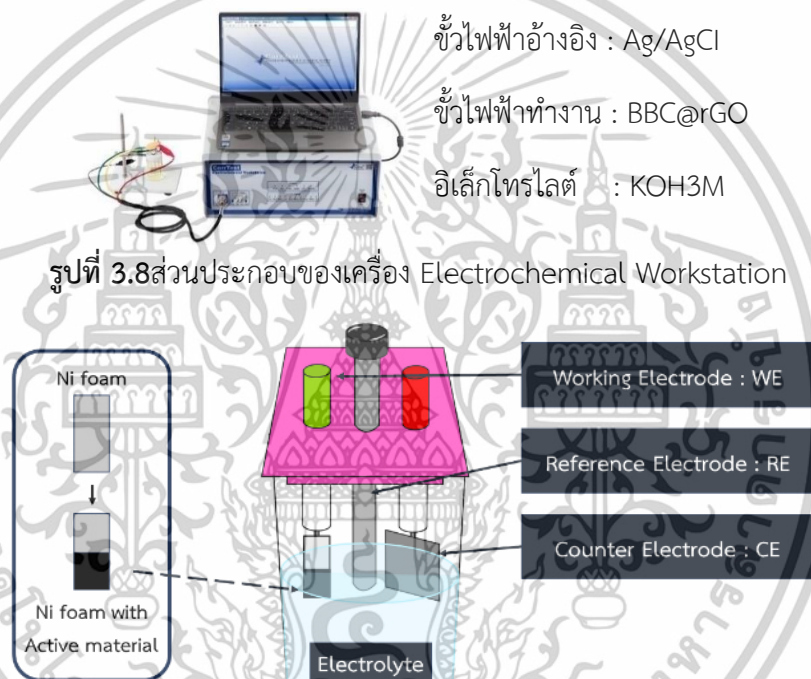 ขั้วไฟฟ้าอ้างอิง : Ag/AgCl
ขั้วไฟฟ้าทำงาน : BBC@rGO
อิเล็กโทรไลต์ : KOH3M
รูปที่ 3.8ส่วนประกอบของเครื่อง Electrochemical Workstation
Ni foam
Ni foam with
Active material
Working Electrode : WE
Reference Electrode : RE
Counter Electrode : CE
Electrolyte